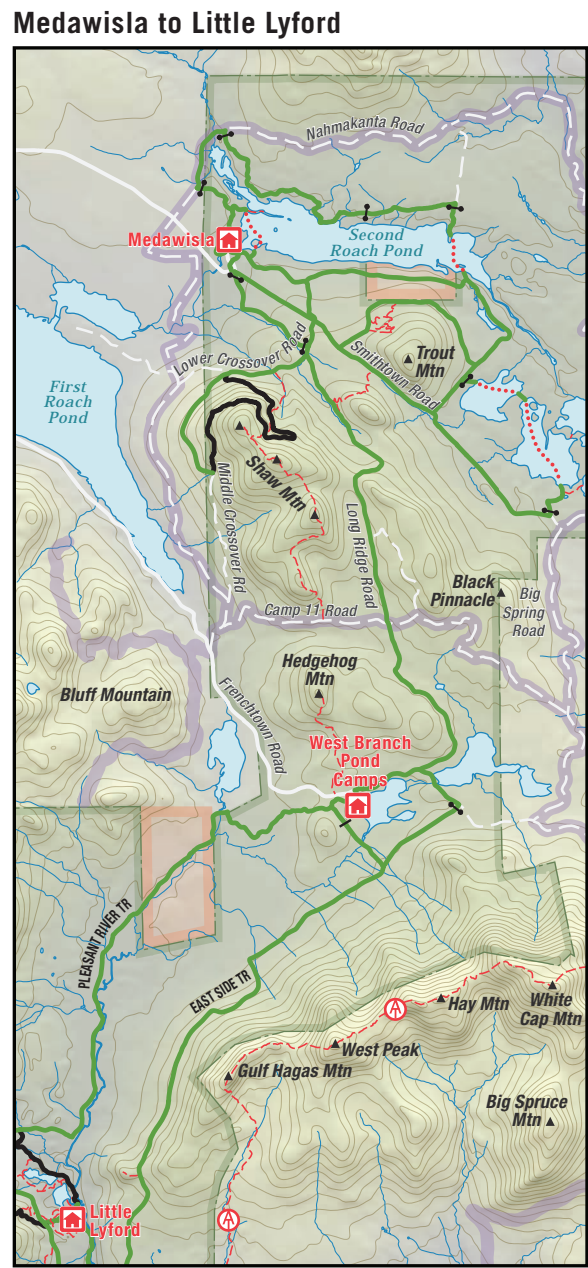 Medawisla to Little Lyford
Nahmakanta Road
Medawisla
Second
Roach Pond
Lower Crossover Road
Smithtown Road
Trout
Mtn
First
Roach
Pond
Shaw Mtn
Middle Crossover Rd
Long Ridge Road
Black
Pinnacle
Big
Spring
Road
Camp 11 Road
Hedgehog
Mtn
Bluff Mountain
Frenchtown Road
West Branch
Pond
Camps
PLEASANT RIVER TR
EAST SIDE TR
Hay Mtn
White
Cap Mtn
West Peak
Gulf Hagas Mtn
Big Spruce
Mtn
Little
Lyford